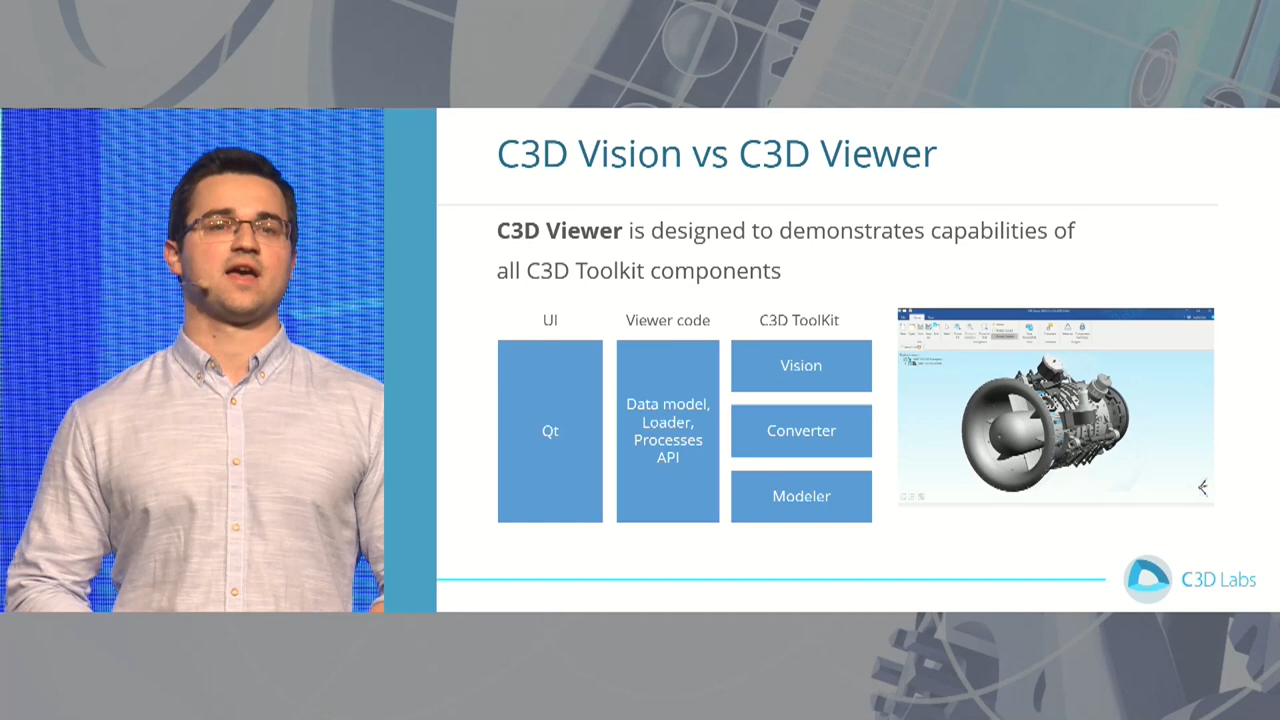 C3D Vision vs C3D Viewer
C3D Viewer is designed to demonstrates capabilities of
all C3D Toolkit components
UI
Viewer code
C3D ToolKit
Qt
Data model,
Loader,
Processes
API
Vision
Converter
Modeler
C3D Labs